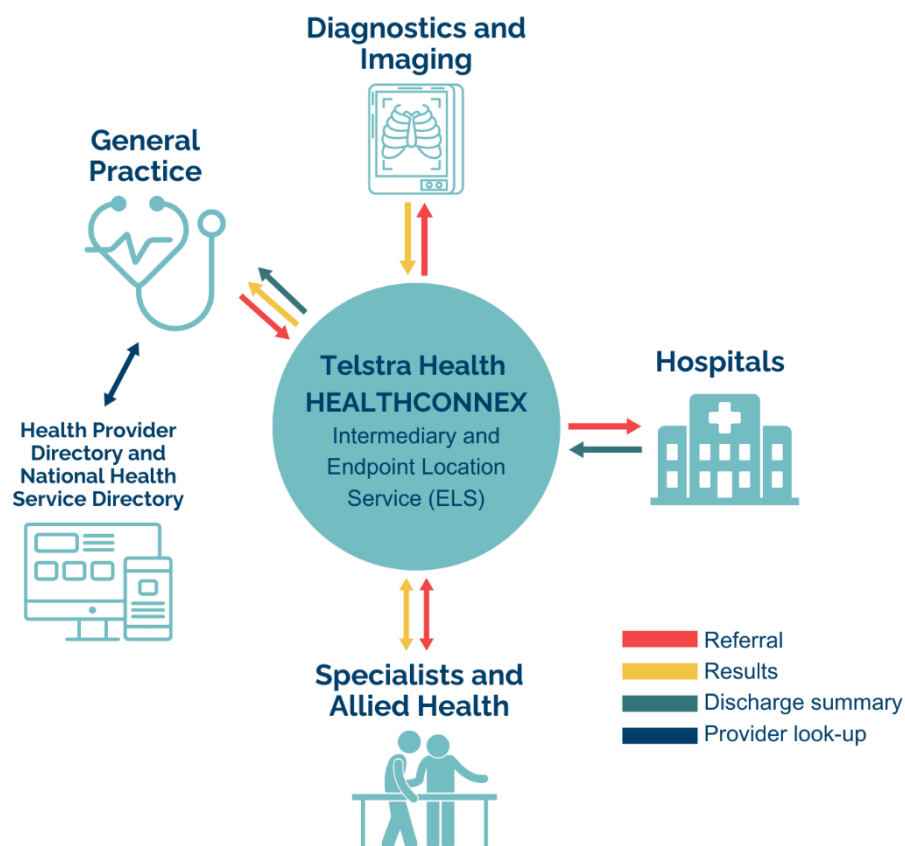 Diagnostics and
Imaging
General
Practice
Telstra Health
HEALTHCONNEX
Intermediary and
Endpoint Location
Service (ELS)
Hospitals
Health Provider
Directory and
National Health
Service Directory
Specialists and
Allied Health
Referral
Results
Discharge summary
Provider look-up